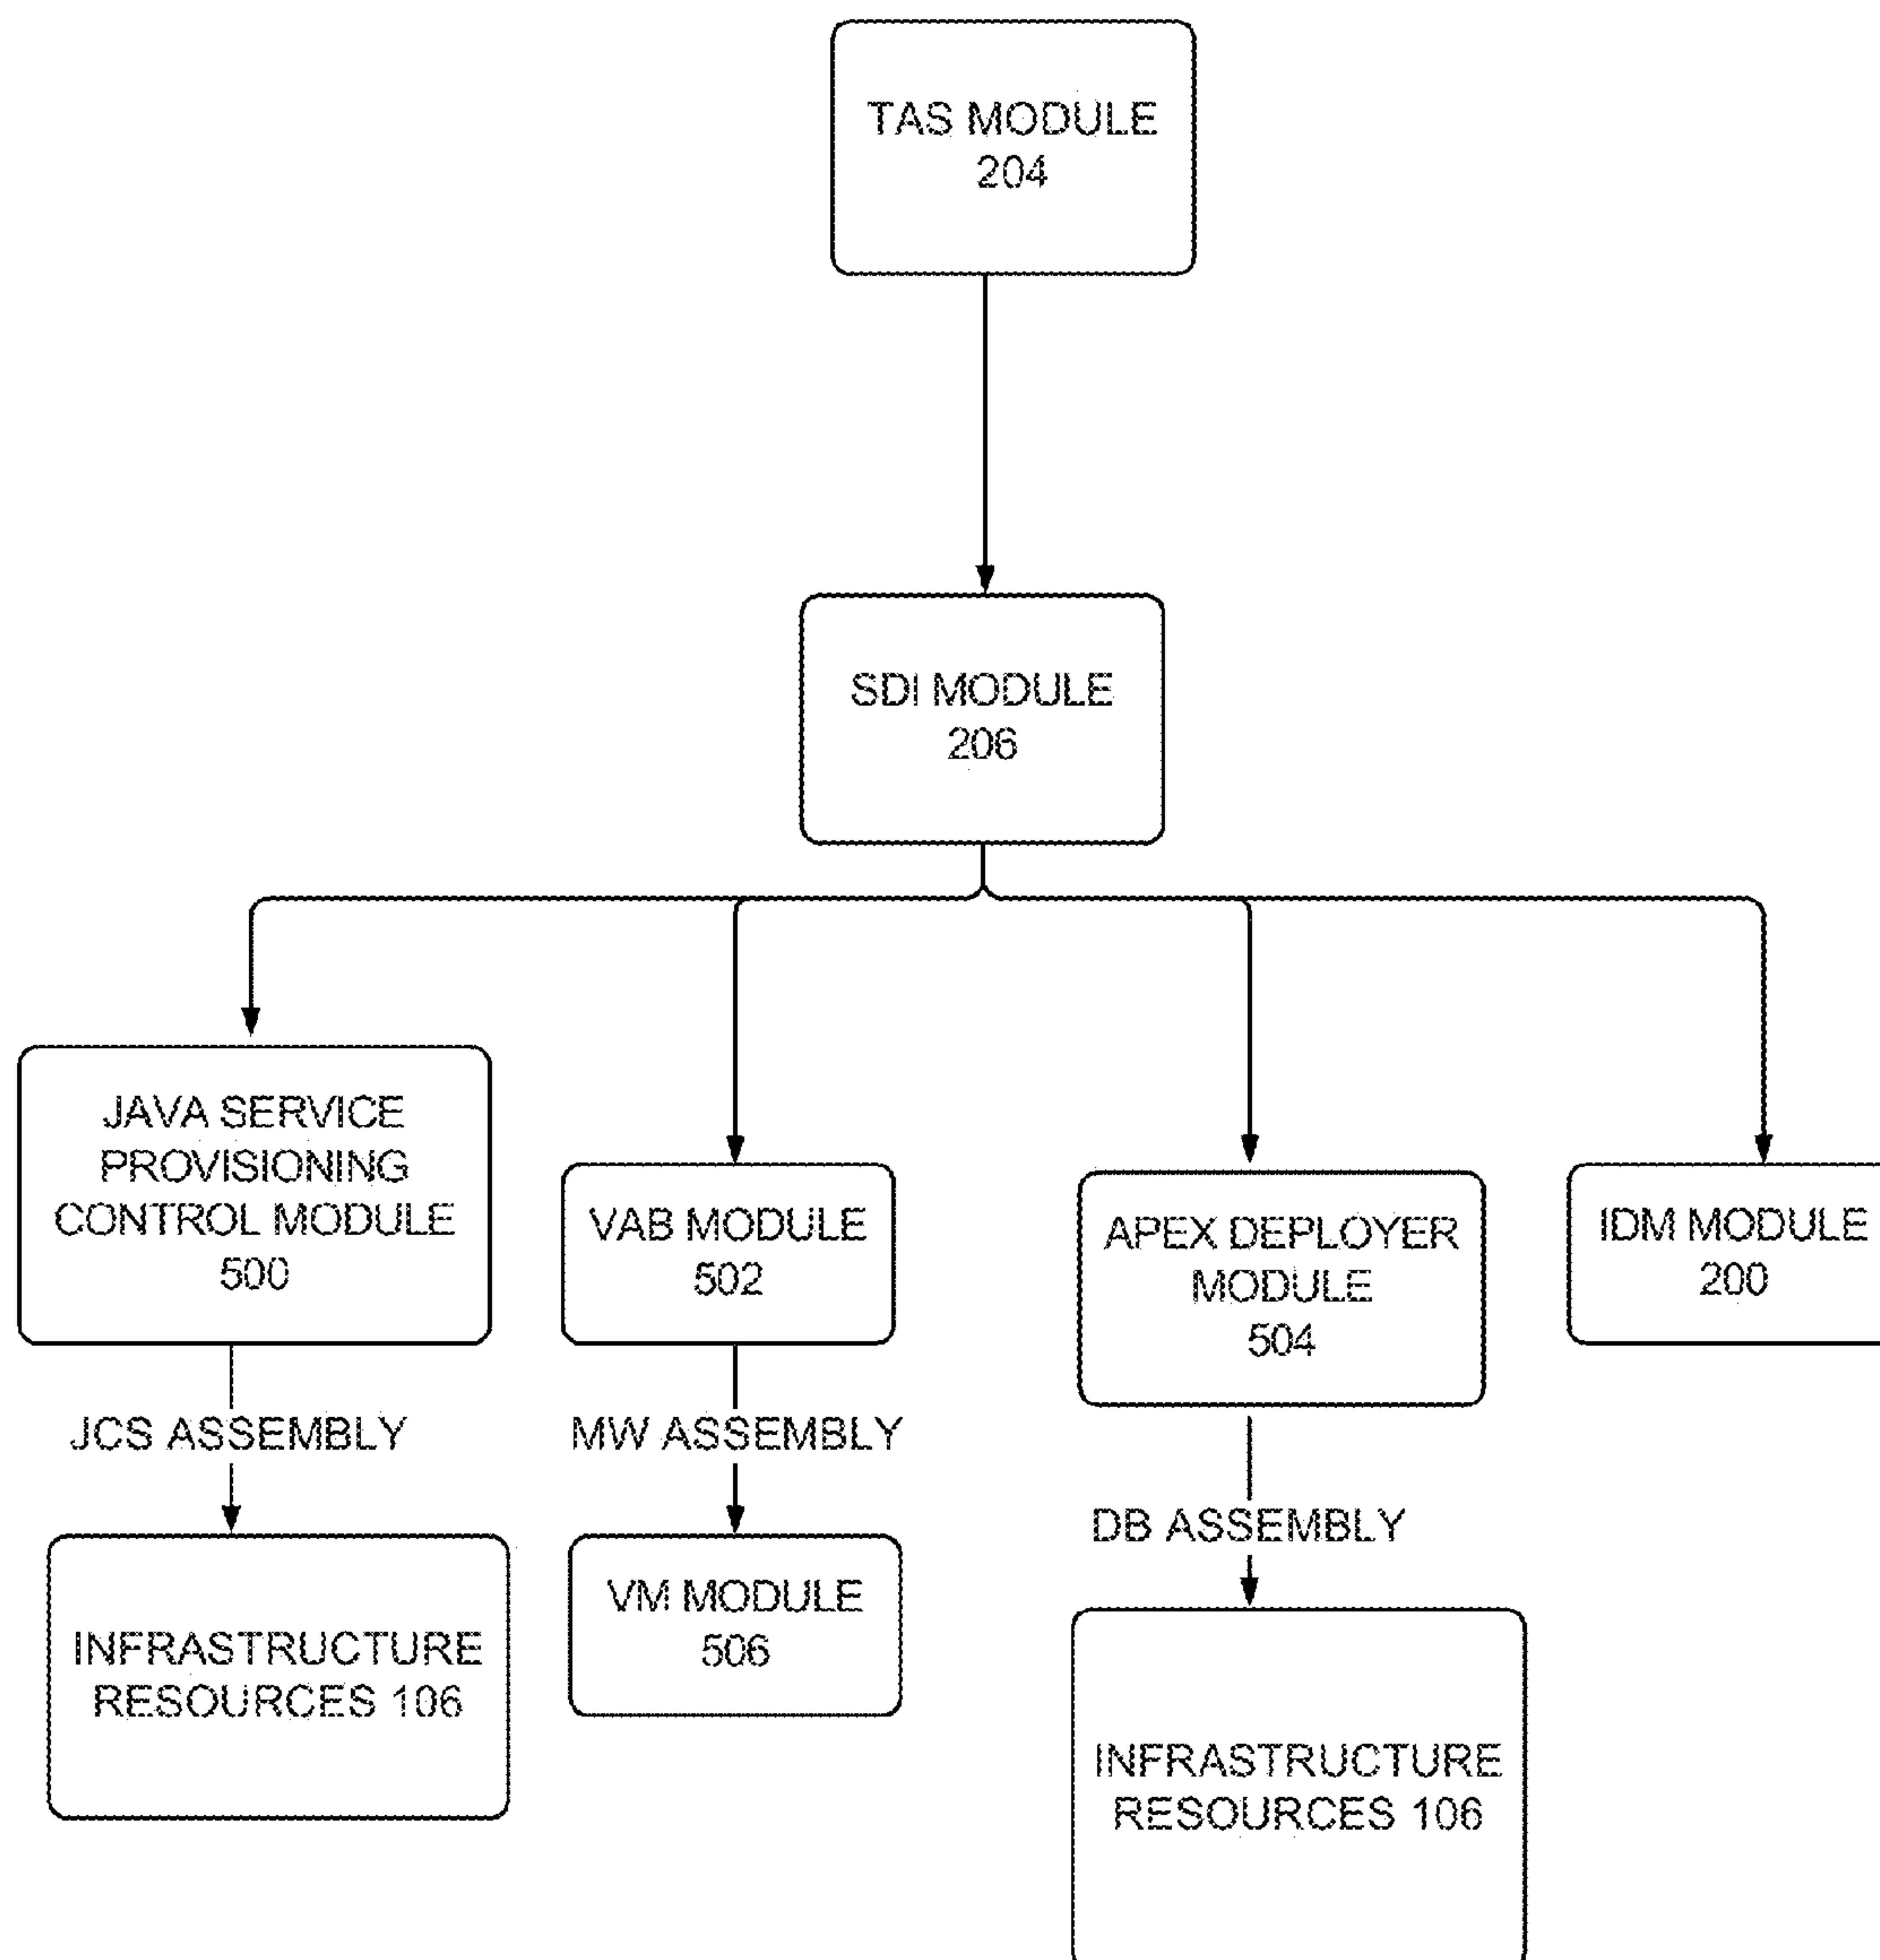 TAS MODULE
204
SDI MODULE
206
JAVA SERVICE
PROVISIONING
CONTROL MODULE
500
VAB MODULE
502
APEX DEPLOYER
MODULE
504
IDM MODULE
200
JCS ASSEMBLY
MW ASSEMBLY
DB ASSEMBLY
INFRASTRUCTURE
RESOURCES 106
VM MODULE
506
INFRASTRUCTURE
RESOURCES 106